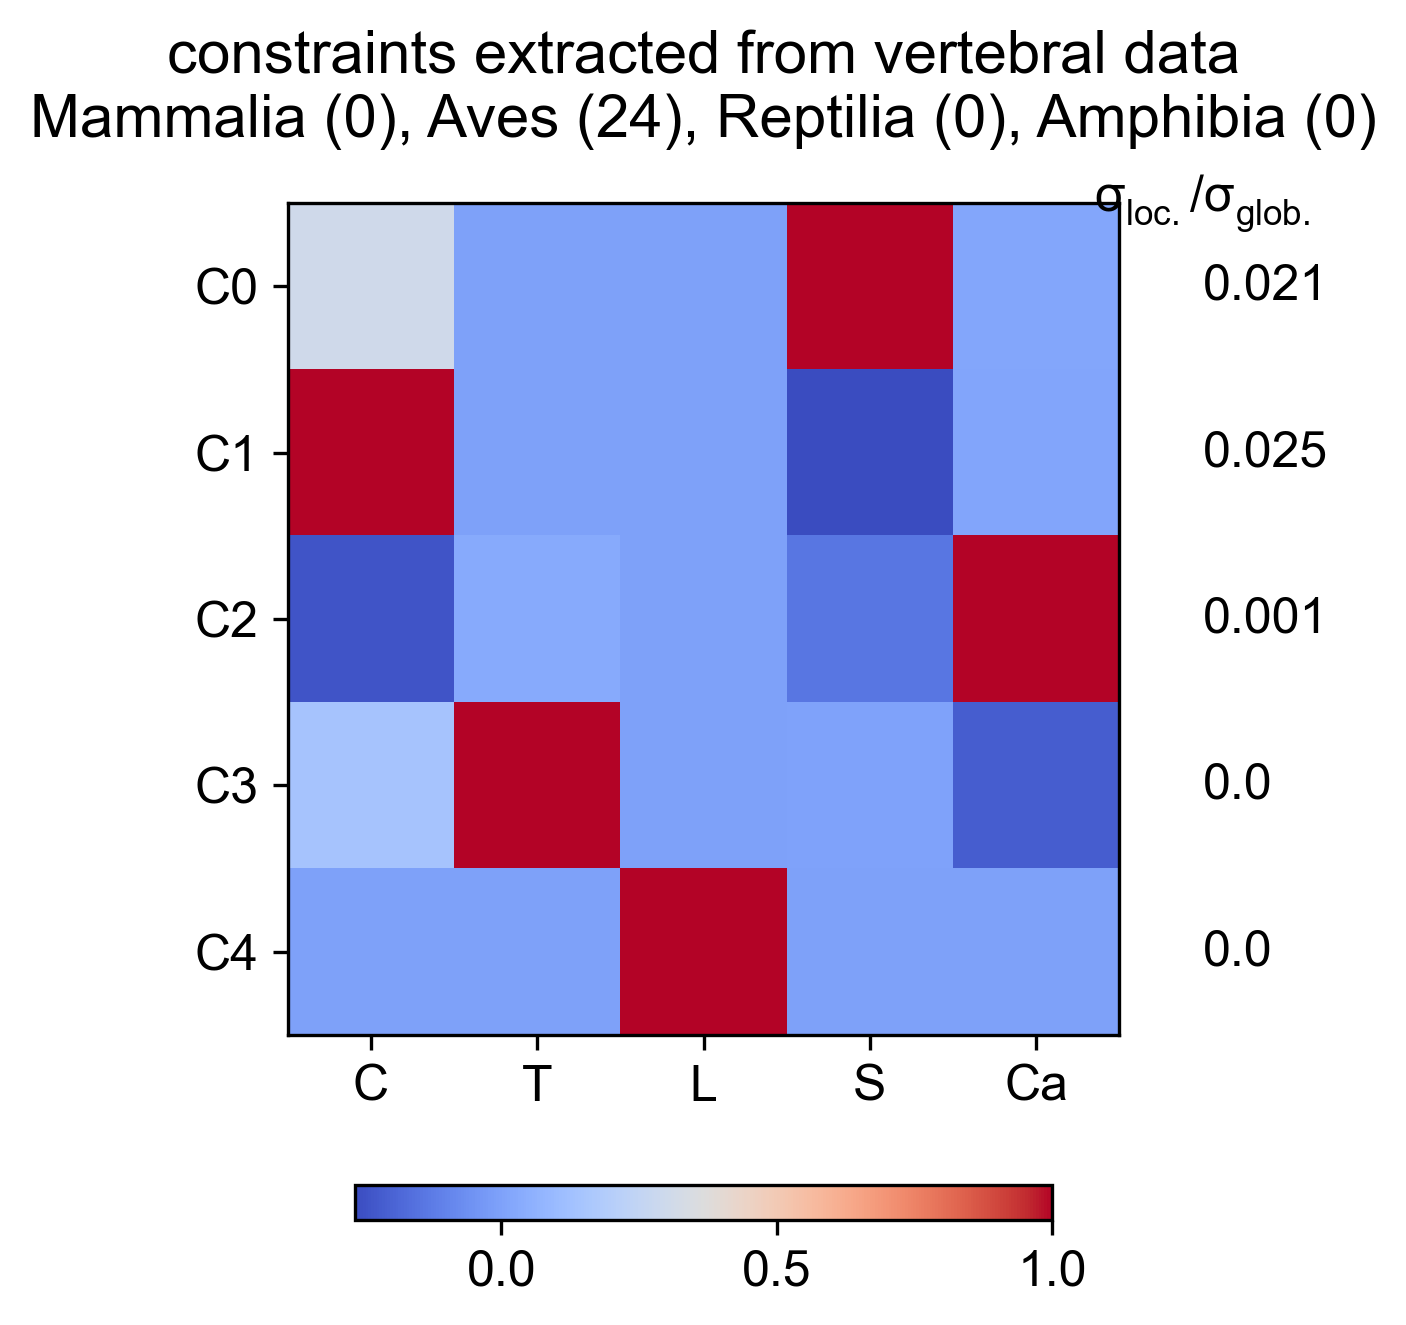 constraints extracted from vertebral data
Mammalia (0), Aves (24), Reptilia (0), Amphibia (0)
σloc. /σglob.
C0 0.021
C1 0.025
C2 0.001
C3 0.0
C4 0.0
C T L S Ca
0.0 0.5 1.0